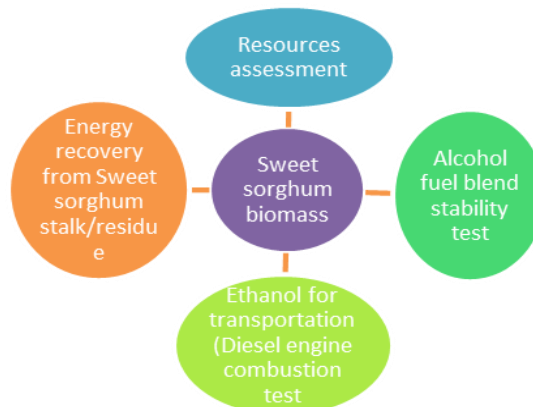 Resources
assessment
Energy
recovery
from Sweet
sorghum
stalk/residu
e
Sweet
sorghum
biomass
Alcohol
fuel blend
stability
test
Ethanol for
transportation
(Diesel engine
combustion
test